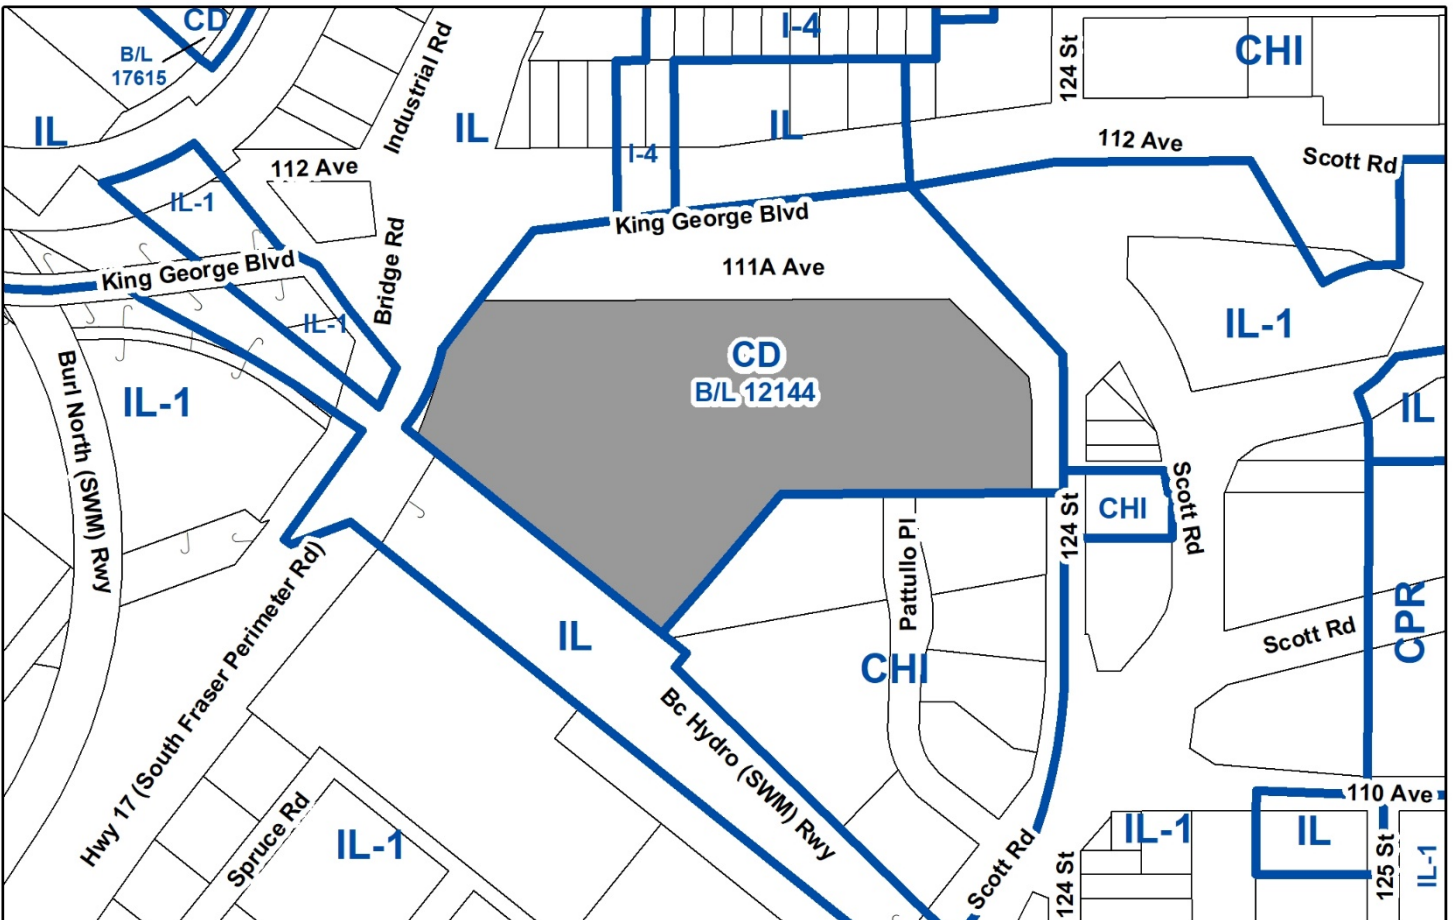 CD
B/L
17615
I-4
124 St
CHI
Industrial Rd
IL
IL
IL
112 Ave
I-4
112 Ave
Scott Rd
IL-1
King George Blvd
Bridge Rd
King George Blvd
111A Ave
IL-1
IL-1
CD
B/L 12144
IL-1
IL
Burl North (SWM) Rwy
CHI
Scott Rd
124 St
Pattullo Pl
Hwy 17 (South Fraser Perimeter Rd)
IL
CHI
Scott Rd
CPR
Bc Hydro (SWM) Rwy
110 Ave
Spruce Rd
IL-1
IL-1
IL
125 St
IL-1
Scott Rd
124 St